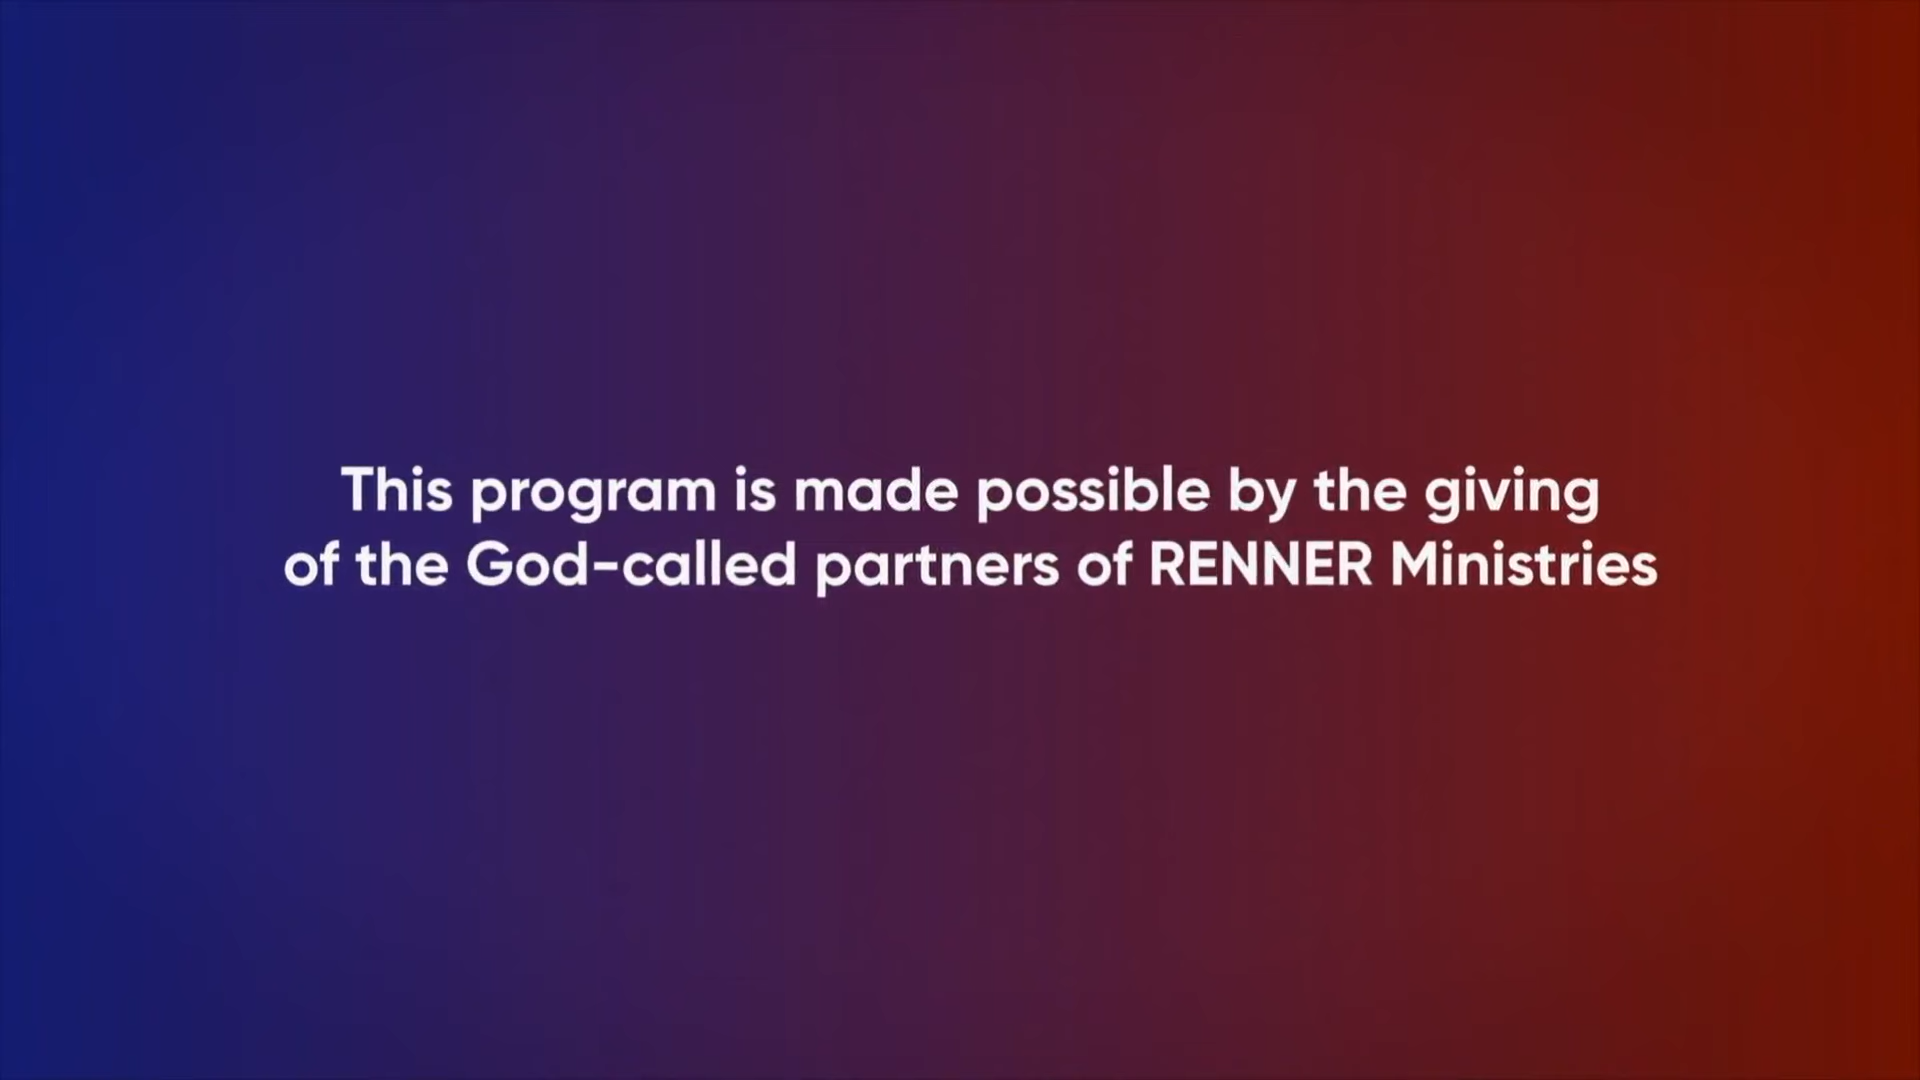 This program is made possible by the giving
of the God-called partners of RENNER Ministries